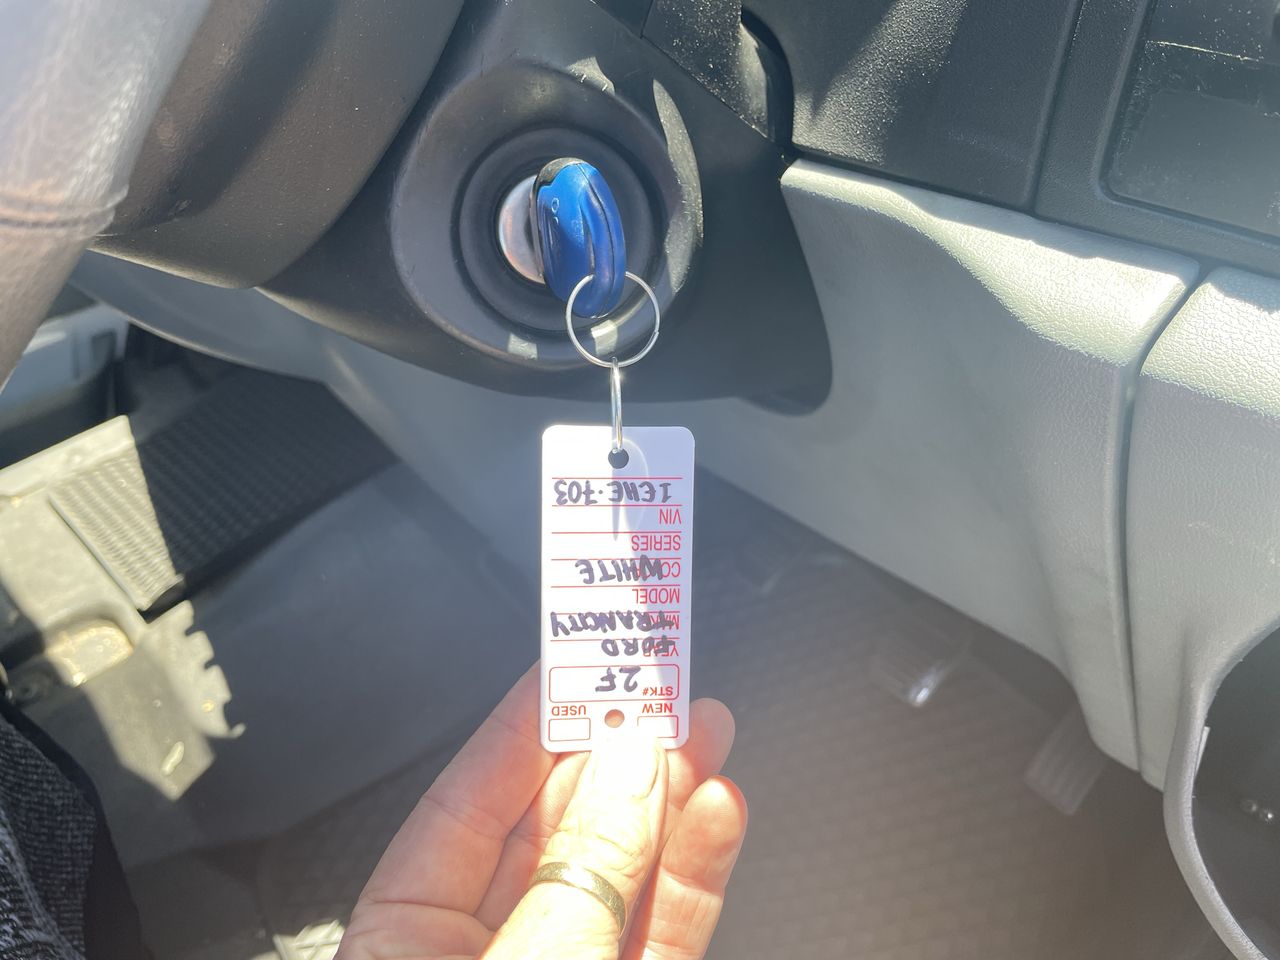 NEW USED
STK#
2F
YEAR
FORD
MAKE
TRANCITY
MODEL
COLOR
WHITE
SERIES
VIN
1EHE·703